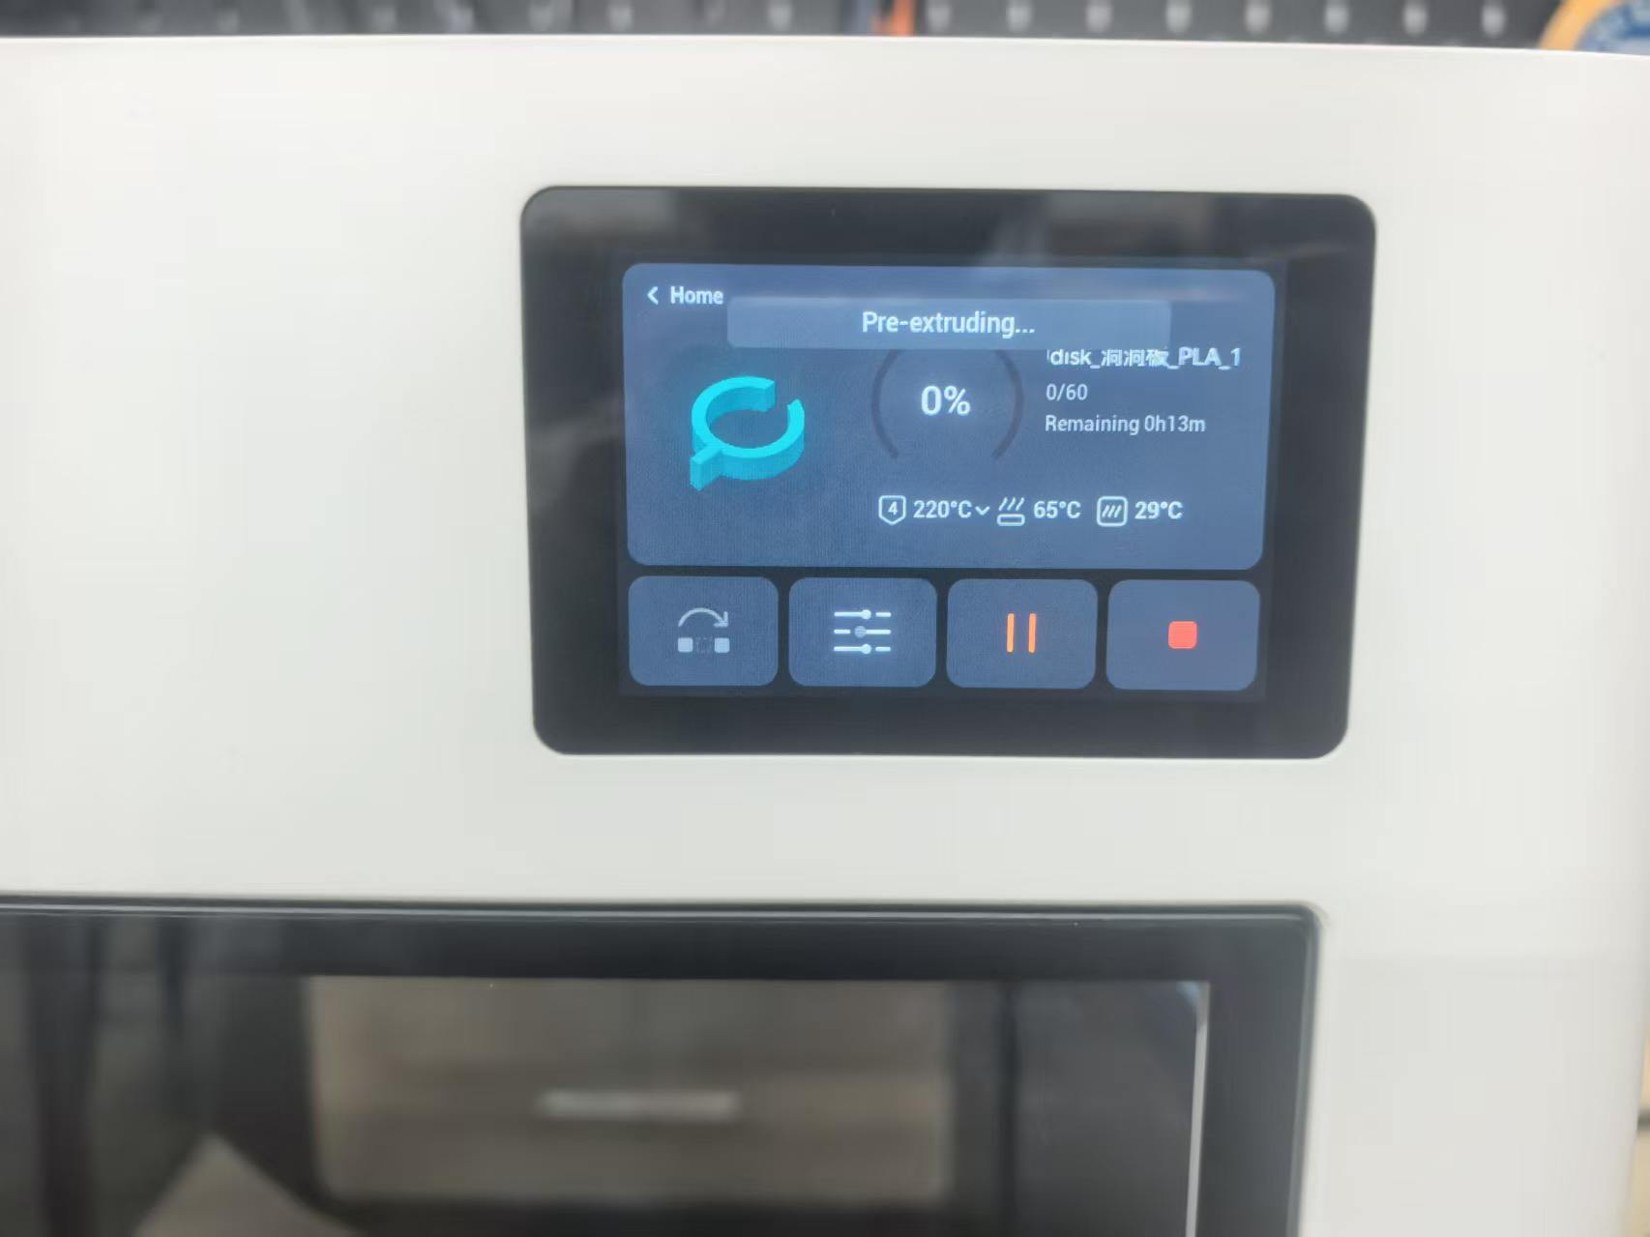 Home
Pre-extruding...
disk_洞洞板_PLA_1
0%
0/60
Remaining 0h13m
4 220°C 65°C 29°C